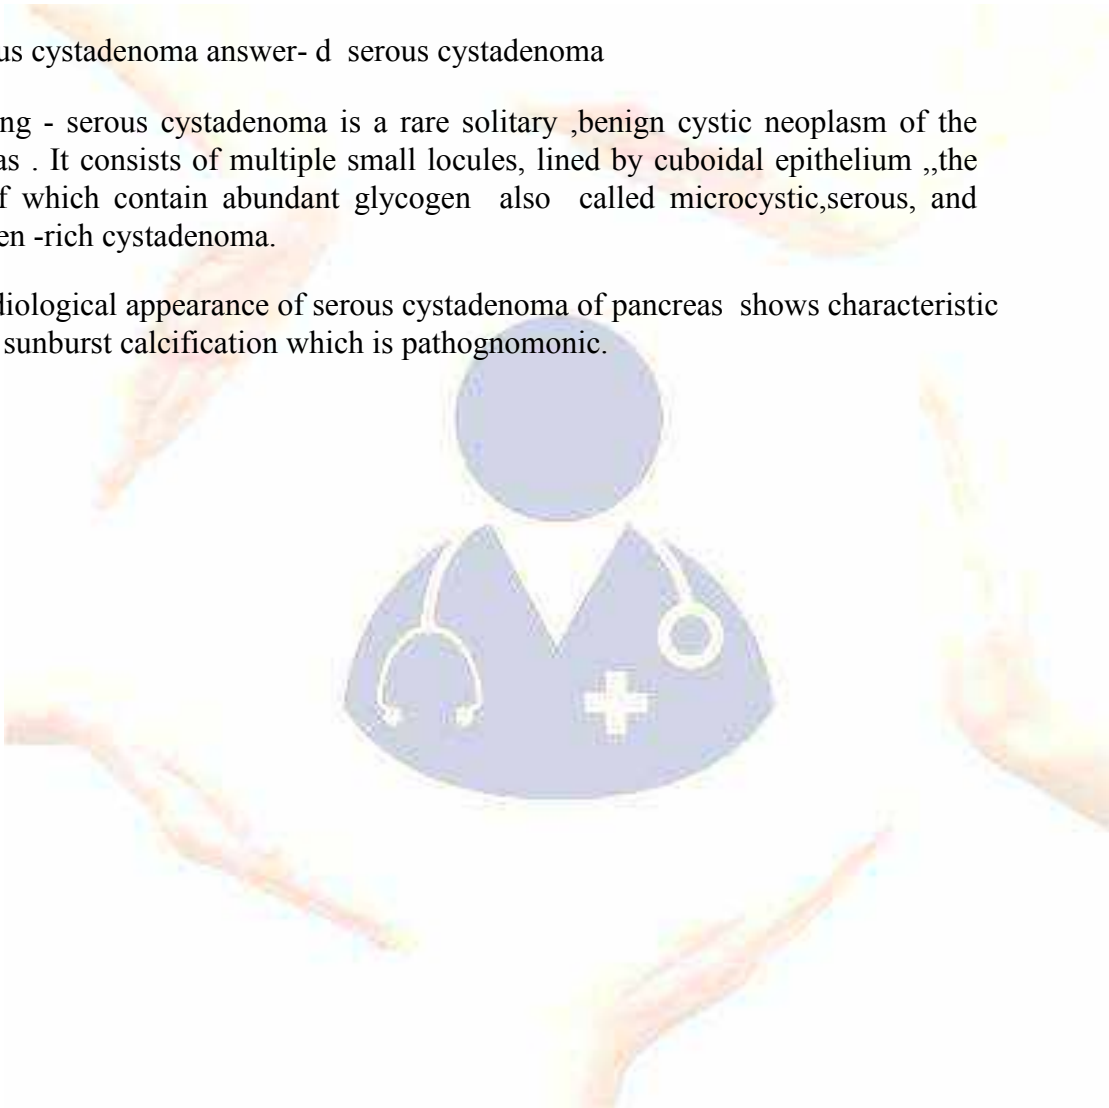 us cystadenoma answer- d  serous cystadenoma
ng - serous cystadenoma is a rare solitary ,benign cystic neoplasm of the
as . It consists of multiple small locules, lined by cuboidal epithelium ,,the
f which contain abundant glycogen  also  called microcystic,serous, and
en -rich cystadenoma.
diological appearance of serous cystadenoma of pancreas  shows characteristic
sunburst calcification which is pathognomonic.